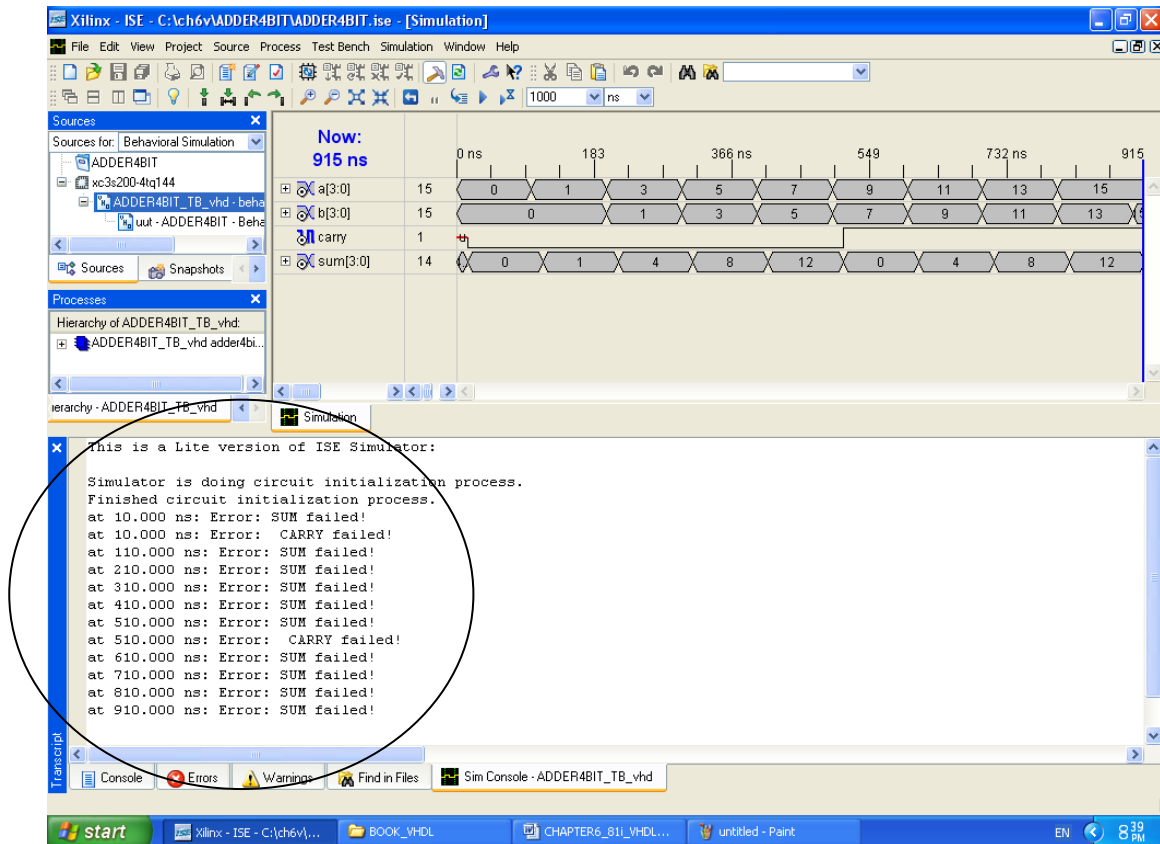 Xilinx - ISE - C:\ch6v\ADDER4BIT\ADDER4BIT.ise - [Simulation]
File Edit View Project Source Process Test Bench Simulation Window Help
1000 ns
Sources
Sources for: Behavioral Simulation
ADDER4BIT
xc3s200-4tq144
ADDER4BIT_TB_vhd - beha
uut - ADDER4BIT - Beha
Sources Snapshots
Processes
Hierarchy of ADDER4BIT_TB_vhd:
ADDER4BIT_TB_vhd adder4bi...
ierarchy - ADDER4BIT_TB_vhd
Now:
915 ns
0 ns 183 366 ns 549 732 ns 915
a[3:0] 15 0 1 3 5 7 9 11 13 15
b[3:0] 15 0 1 3 5 7 9 11 13
carry 1
sum[3:0] 14 0 1 4 8 12 0 4 8 12
Simulation
This is a Lite version of ISE Simulator:
Simulator is doing circuit initialization process.
Finished circuit initialization process.
at 10.000 ns: Error: SUM failed!
at 10.000 ns: Error:  CARRY failed!
at 110.000 ns: Error: SUM failed!
at 210.000 ns: Error: SUM failed!
at 310.000 ns: Error: SUM failed!
at 410.000 ns: Error: SUM failed!
at 510.000 ns: Error: SUM failed!
at 510.000 ns: Error:  CARRY failed!
at 610.000 ns: Error: SUM failed!
at 710.000 ns: Error: SUM failed!
at 810.000 ns: Error: SUM failed!
at 910.000 ns: Error: SUM failed!
Transcript
Console Errors Warnings Find in Files Sim Console - ADDER4BIT_TB_vhd
start Xilinx - ISE - C:\ch6v\... BOOK_VHDL CHAPTER6_81i_VHDL... untitled - Paint EN 8:39 PM